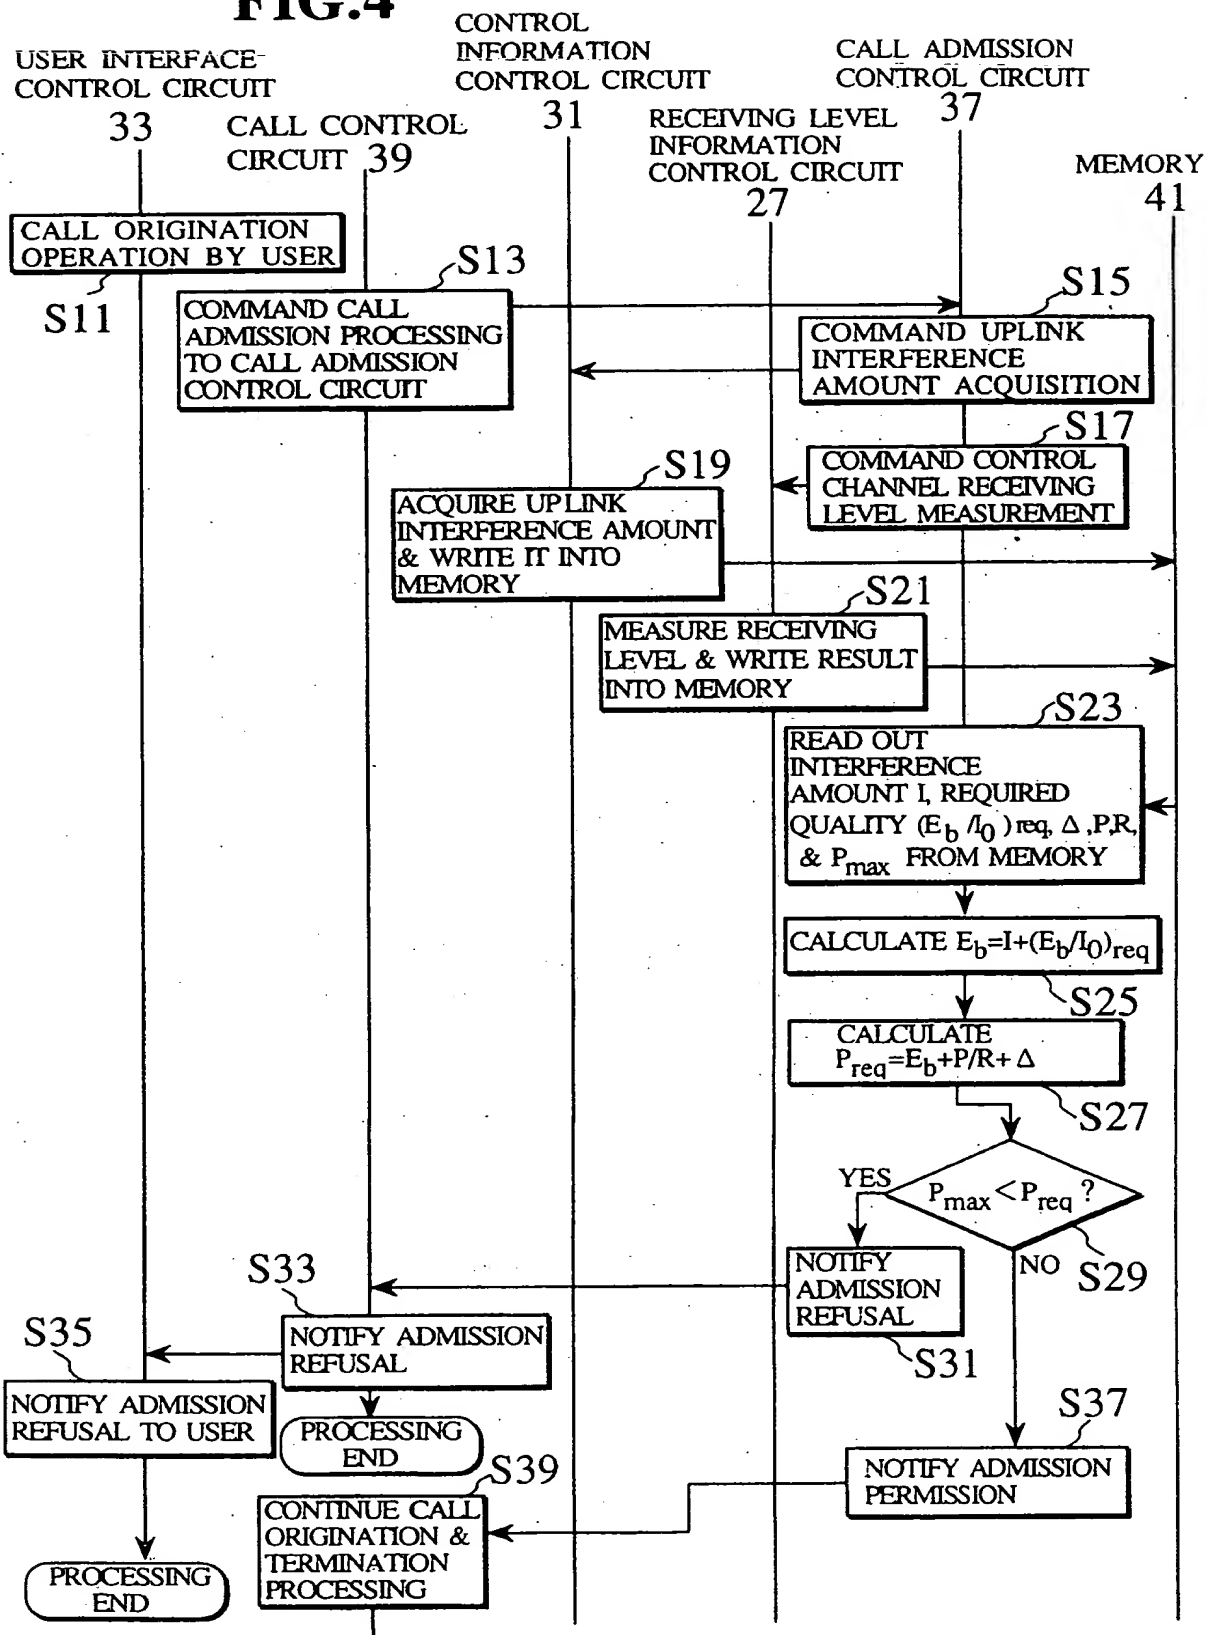 FIG.4
USER INTERFACE
CONTROL CIRCUIT
33
CALL CONTROL
CIRCUIT 39
CONTROL
INFORMATION
CONTROL CIRCUIT
31
RECEIVING LEVEL
INFORMATION
CONTROL CIRCUIT
27
CALL ADMISSION
CONTROL CIRCUIT
37
MEMORY
41
CALL ORIGINATION
OPERATION BY USER
S11
S13
COMMAND CALL
ADMISSION PROCESSING
TO CALL ADMISSION
CONTROL CIRCUIT
S15
COMMAND UPLINK
INTERFERENCE
AMOUNT ACQUISITION
S17
COMMAND CONTROL
CHANNEL RECEIVING
LEVEL MEASUREMENT
S19
ACQUIRE UPLINK
INTERFERENCE AMOUNT
& WRITE IT INTO
MEMORY
S21
MEASURE RECEIVING
LEVEL & WRITE RESULT
INTO MEMORY
S23
READ OUT
INTERFERENCE
AMOUNT I, REQUIRED
QUALITY (Eb/I0)req, Δ,P,R,
& Pmax FROM MEMORY
CALCULATE Eb=I+(Eb/I0)req
S25
CALCULATE
Preq=Eb+P/R+Δ
S27
Pmax<Preq?
S29
YES
NO
NOTIFY
ADMISSION
REFUSAL
S31
S33
NOTIFY ADMISSION
REFUSAL
PROCESSING
END
S35
NOTIFY ADMISSION
REFUSAL TO USER
PROCESSING
END
S37
NOTIFY ADMISSION
PERMISSION
S39
CONTINUE CALL
ORIGINATION &
TERMINATION
PROCESSING